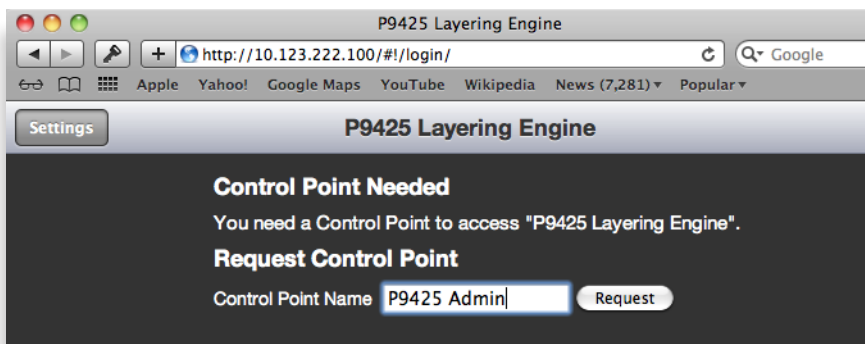 P9425 Layering Engine
http://10.123.222.100/#!/login/
Google
Apple Yahoo! Google Maps YouTube Wikipedia News (7,281) ▾ Popular ▾
Settings P9425 Layering Engine
Control Point Needed
You need a Control Point to access "P9425 Layering Engine".
Request Control Point
Control Point Name P9425 Admin Request